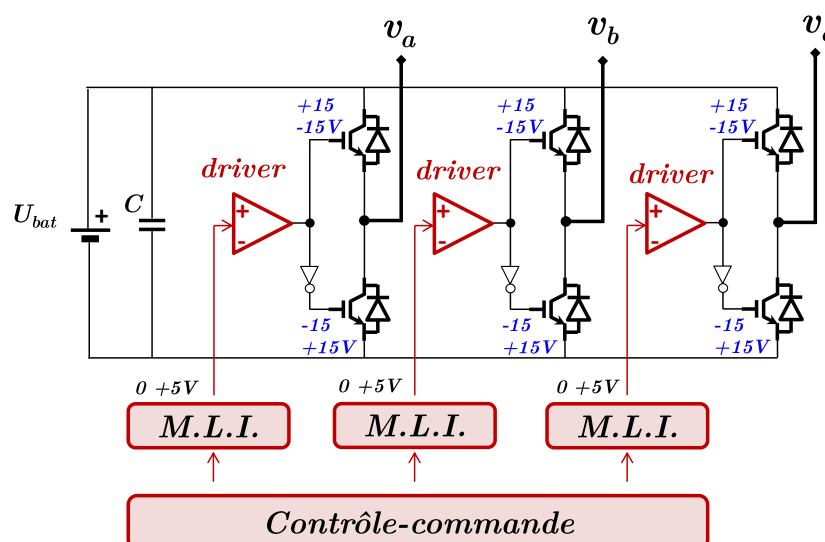 v_a
v_b
+15
-15V
+15
-15V
+15
-15V
driver
driver
driver
U_bat
+
C
+
-
+
-
+
-
-15
+15V
-15
+15V
-15
+15V
0 +5V
0 +5V
0 +5V
M.L.I.
M.L.I.
M.L.I.
Contrôle-commande